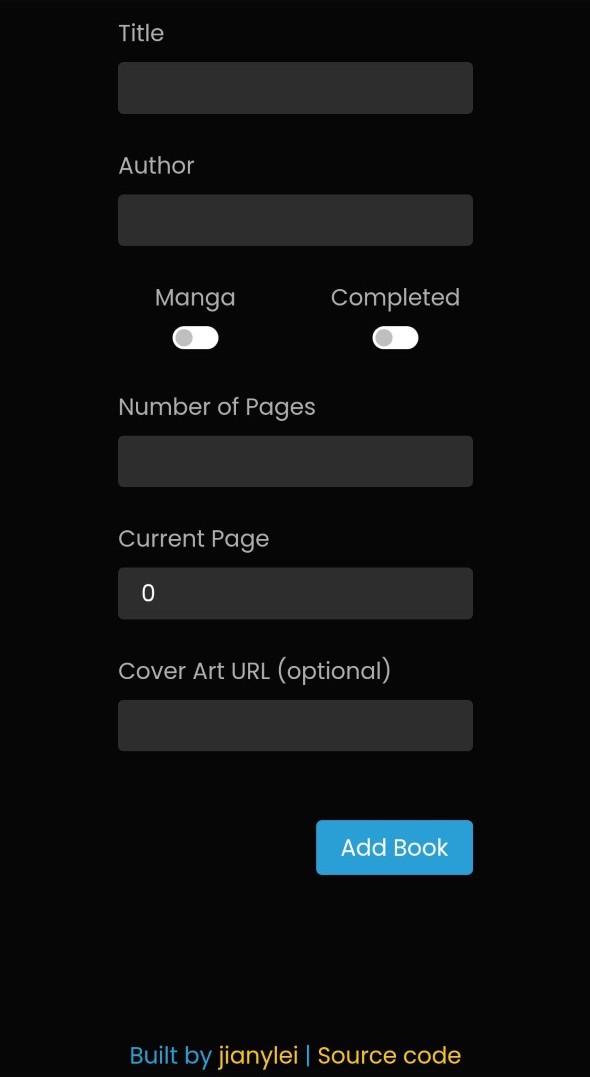 Title
Author
Manga Completed
Number of Pages
Current Page
0
Cover Art URL (optional)
Add Book
Built by jianylei | Source code